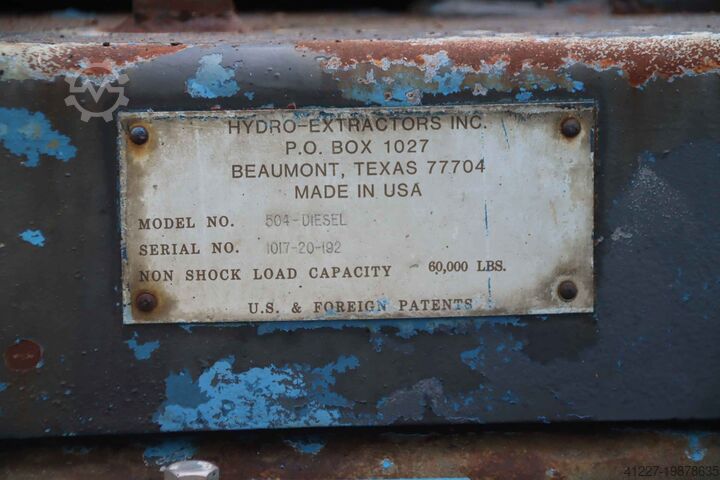 HYDRO-EXTRACTORS INC.
P.O. BOX 1027
BEAUMONT, TEXAS 77704
MADE IN USA
MODEL NO. 504-DIESEL
SERIAL NO. 1017-20-192
NON SHOCK LOAD CAPACITY 60,000 LBS.
U.S. & FOREIGN PATENTS
41227-19878635